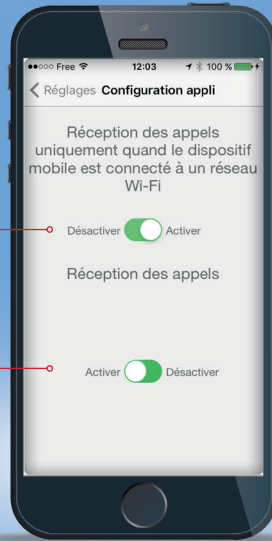 Free 12:03 100 %
Réglages Configuration appli
Réception des appels
uniquement quand le dispositif
mobile est connecté à un réseau
Wi-Fi
Désactiver Activer
Réception des appels
Activer Désactiver